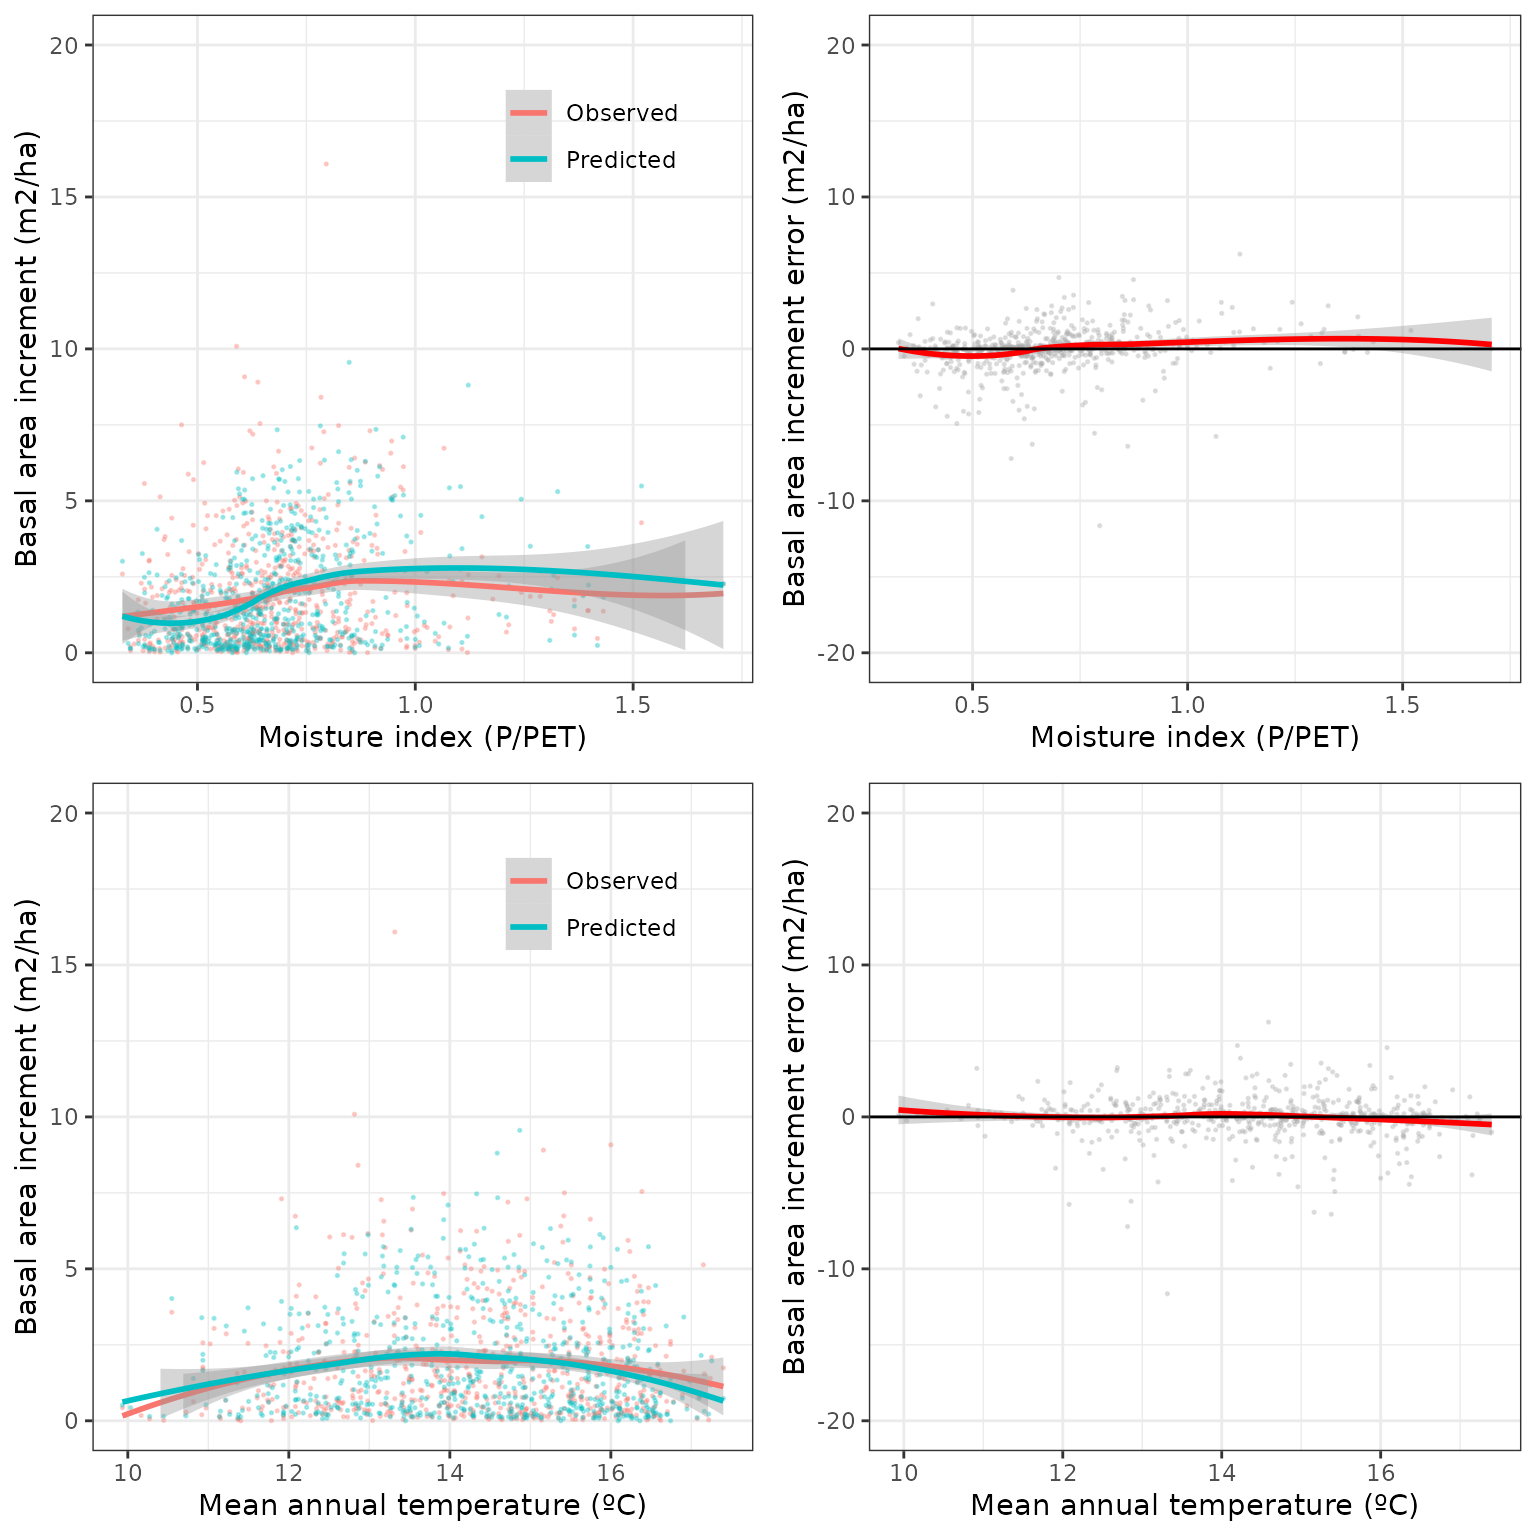 20
15
10
5
0
Basal area increment (m2/ha)
Observed
Predicted
0.5
1.0
1.5
Moisture index (P/PET)
20
10
0
-10
-20
Basal area increment error (m2/ha)
0.5
1.0
1.5
Moisture index (P/PET)
20
15
10
5
0
Basal area increment (m2/ha)
Observed
Predicted
10
12
14
16
Mean annual temperature (ºC)
20
10
0
-10
-20
Basal area increment error (m2/ha)
10
12
14
16
Mean annual temperature (ºC)